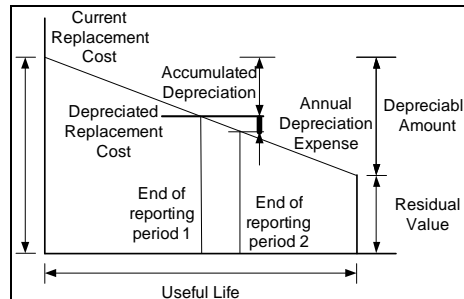 Current
Replacement
Cost
Accumulated
Depreciation
Depreciated
Replacement
Cost
Annual
Depreciation
Expense
Depreciabl
Amount
End of
reporting
period 1
End of
reporting
period 2
Residual
Value
Useful Life